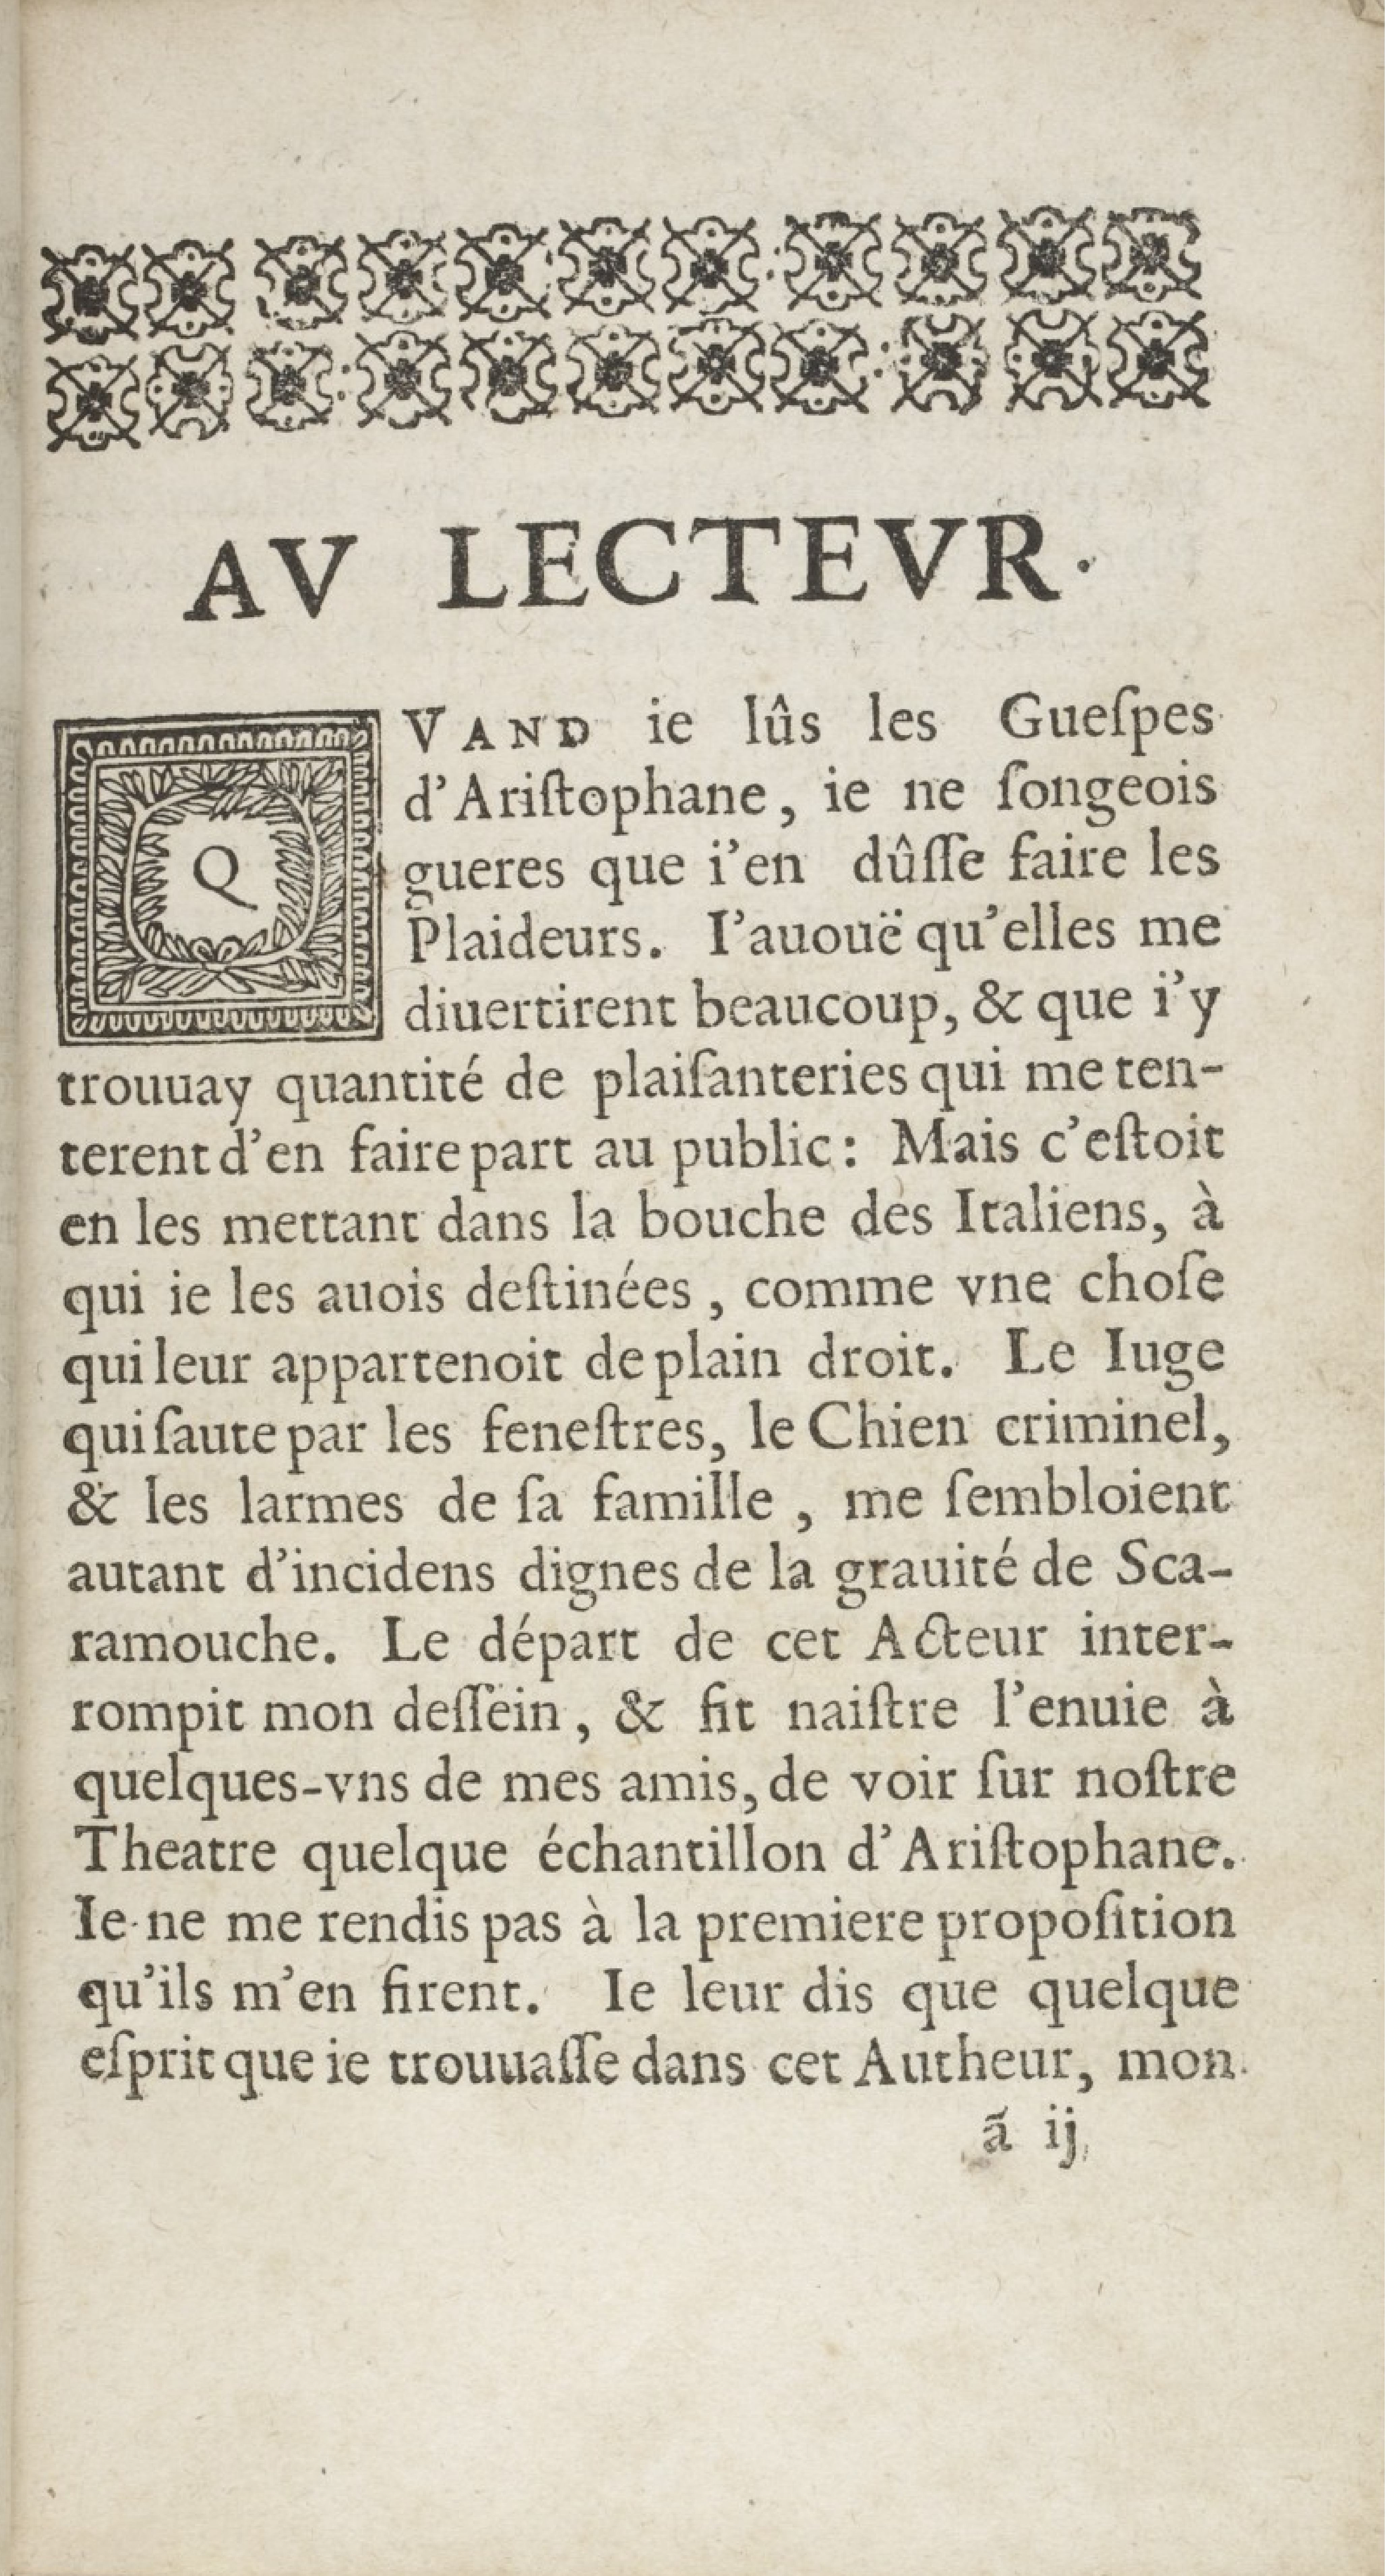 AV LECTEVR.
QVAND ie lûs les Gueſpes
d'Ariſtophane, ie ne ſongeois
gueres que i'en dûſſe faire les
Plaideurs. I'auouë qu'elles me
diuertirent beaucoup, & que i'y
trouuay quantité de plaiſanteries qui me ten-
terent d'en faire part au public: Mais c'eſtoit
en les mettant dans la bouche des Italiens, à
qui ie les auois deſtinées, comme vne choſe
qui leur appartenoit de plain droit. Le Iuge
qui ſaute par les feneſtres, le Chien criminel,
& les larmes de ſa famille, me ſembloient
autant d'incidens dignes de la grauité de Sca-
ramouche. Le départ de cet Acteur inter-
rompit mon deſſein, & fit naiſtre l'enuie à
quelques-vns de mes amis, de voir ſur noſtre
Theatre quelque échantillon d'Ariſtophane.
Ie ne me rendis pas à la premiere propoſition
qu'ils m'en firent. Ie leur dis que quelque
eſprit que ie trouuaſſe dans cet Autheur, mon
ã ij